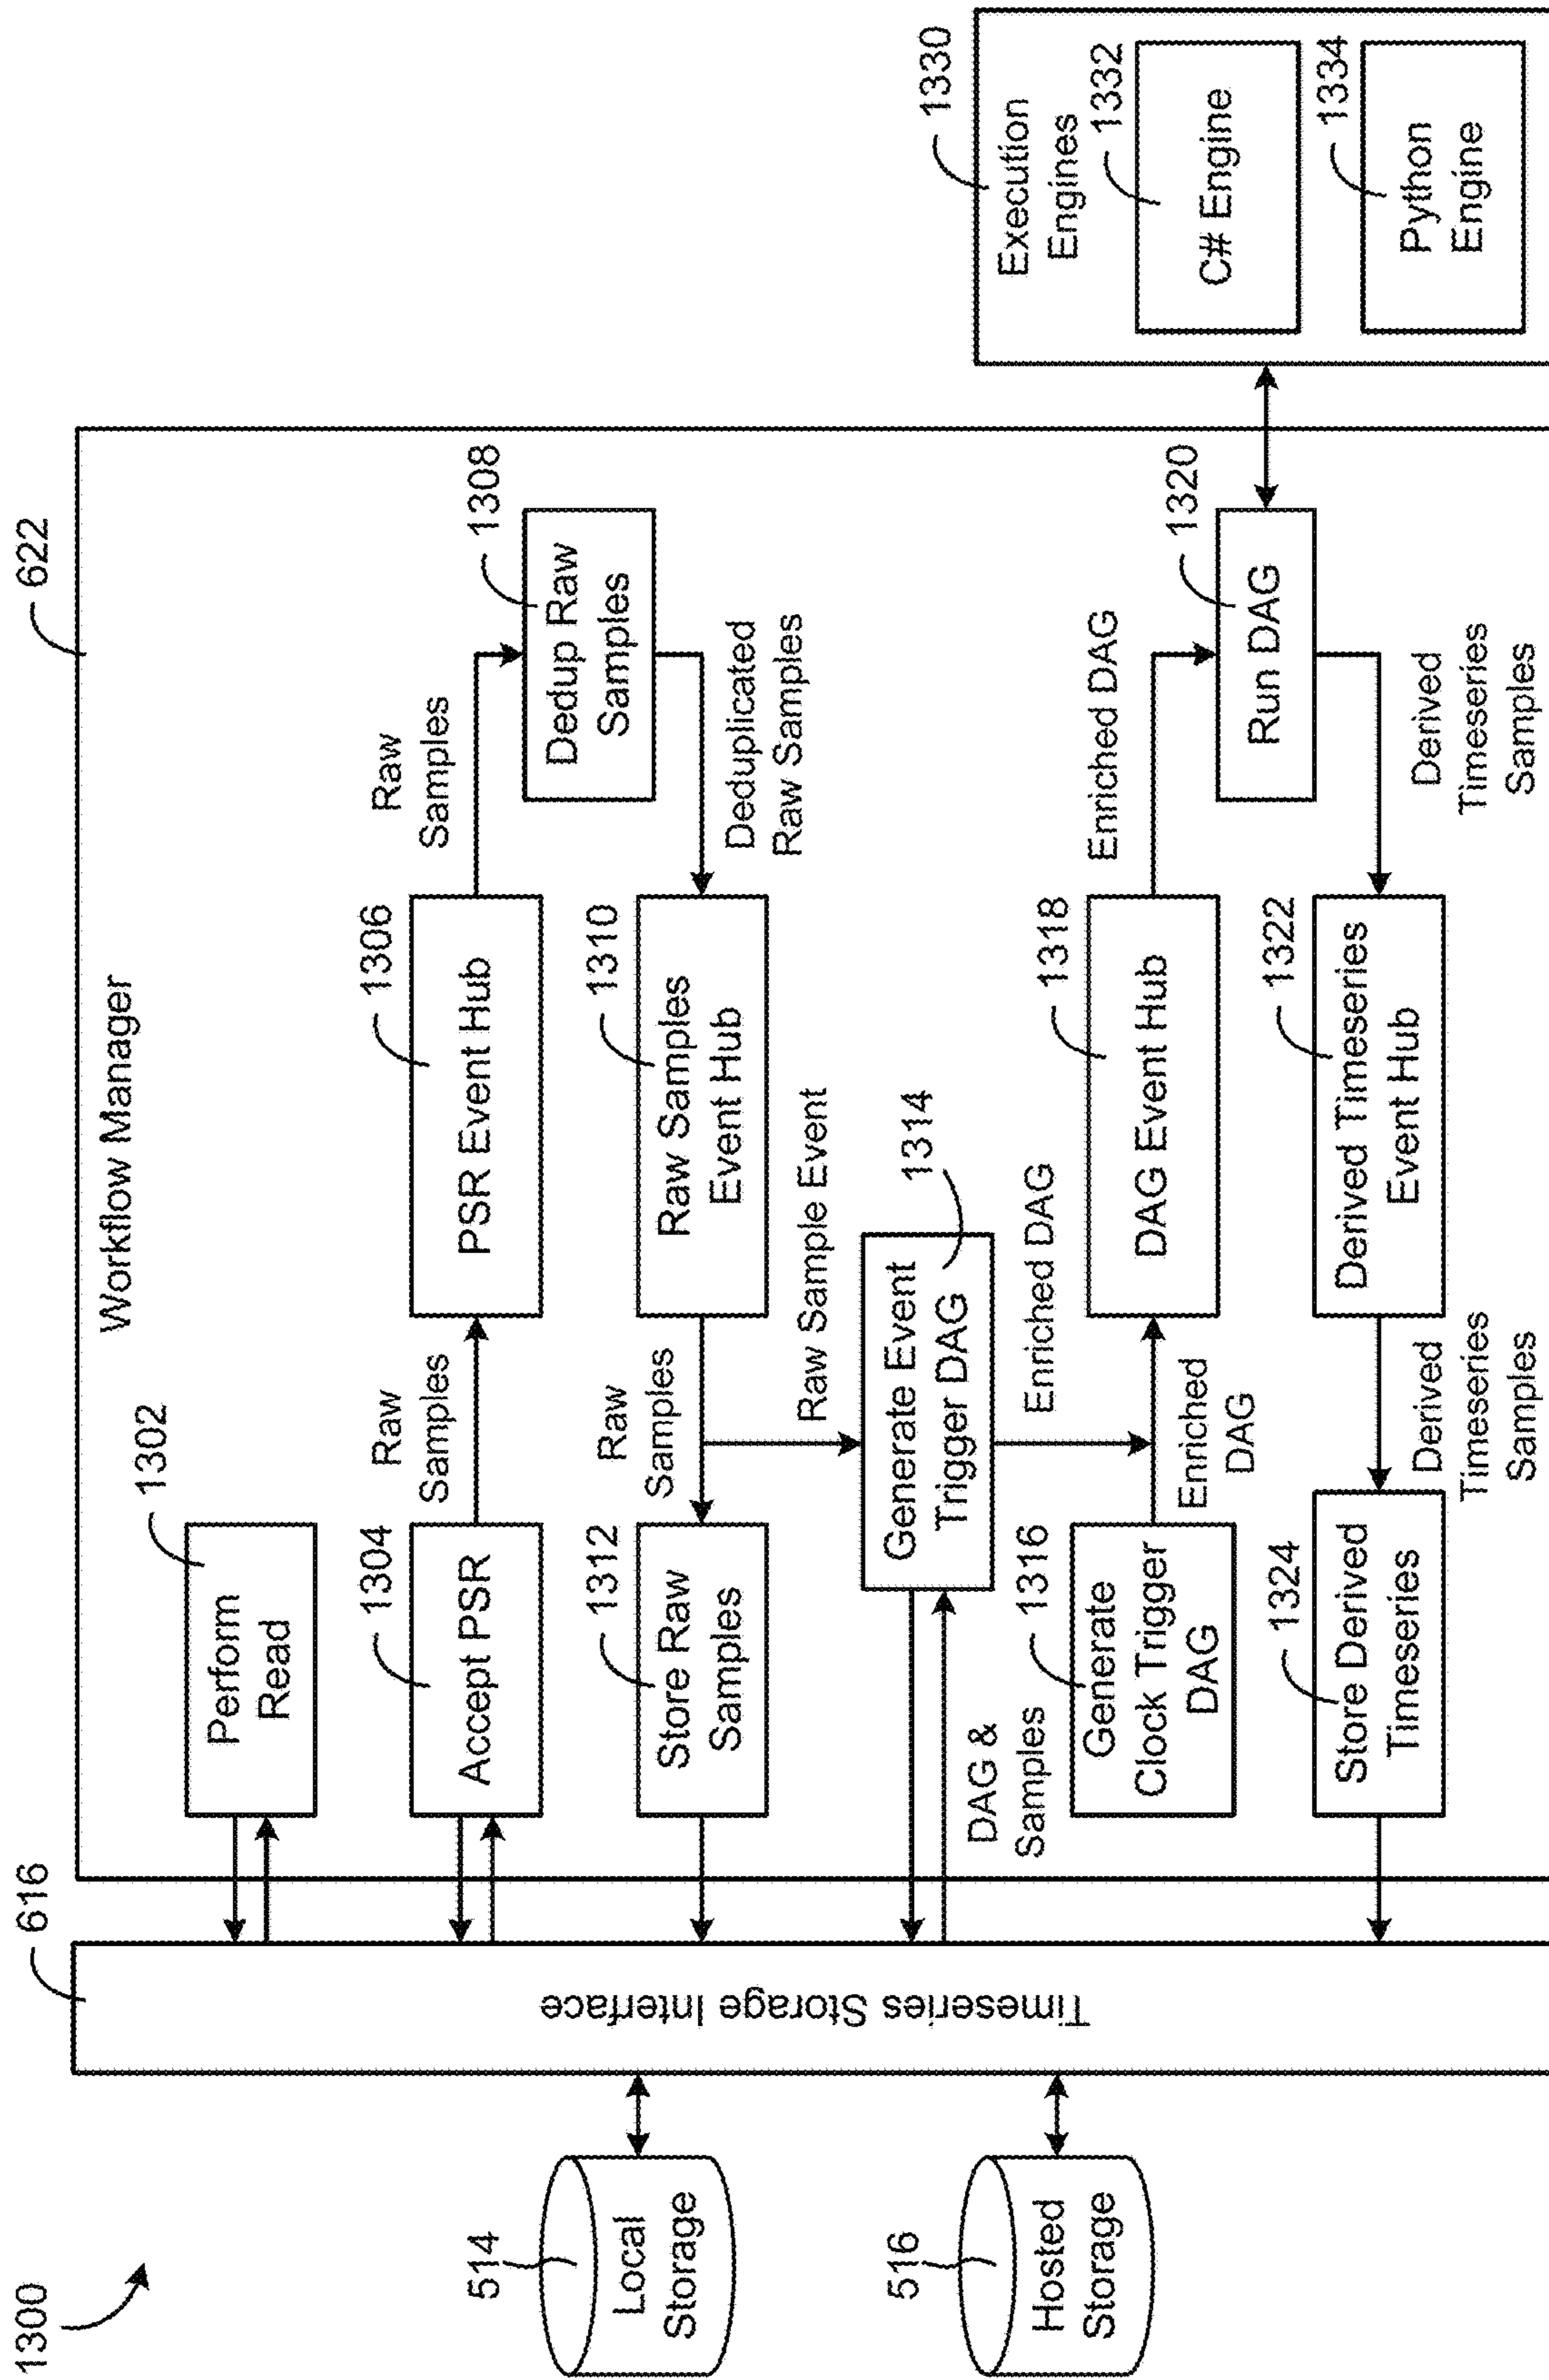 1300
514
Local
Storage
516
Hosted
Storage
616
Timeseries Storage Interface
622
Workflow Manager
1302
Perform
Read
1304
Accept PSR
Raw
Samples
1306
PSR Event Hub
Raw
Samples
1308
Dedup Raw
Samples
Deduplicated
Raw Samples
1310
Raw Samples
Event Hub
Raw
Samples
1312
Store Raw
Samples
Raw Sample Event
1314
Generate Event
Trigger DAG
DAG &
Samples
Enriched DAG
1316
Generate
Clock Trigger
DAG
Enriched
DAG
1318
DAG Event Hub
Enriched DAG
1320
Run DAG
Derived
Timeseries
Samples
1322
Derived Timeseries
Event Hub
Derived
Timeseries
Samples
1324
Store Derived
Timeseries
1330
Execution
Engines
1332
C# Engine
1334
Python
Engine